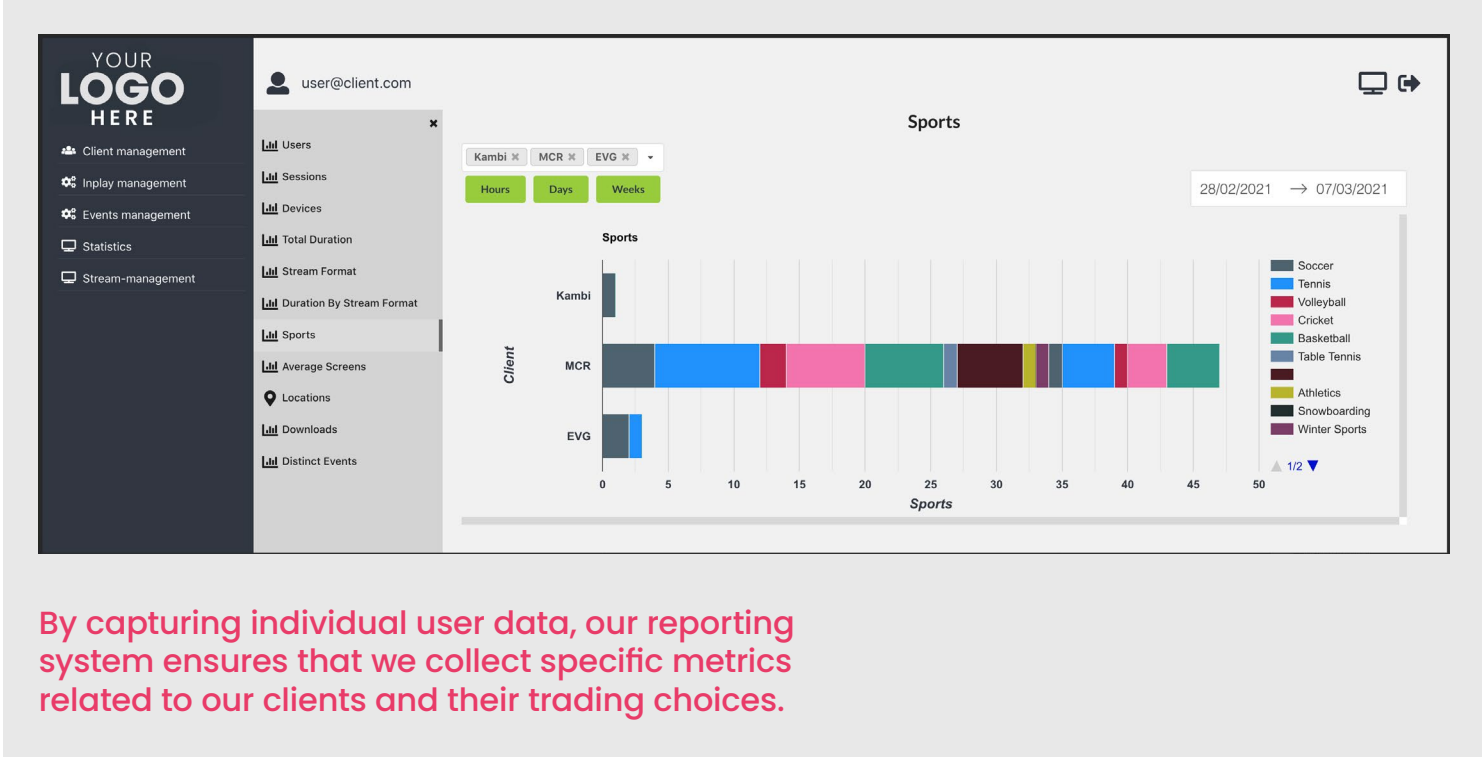 YOUR
LOGO
HERE
Client management
Inplay management
Events management
Statistics
Stream-management
user@client.com
Users
Sessions
Devices
Total Duration
Stream Format
Duration By Stream Format
Sports
Average Screens
Locations
Downloads
Distinct Events
Sports
Kambi MCR EVG
Hours Days Weeks
28/02/2021 → 07/03/2021
Sports
Client
Kambi
MCR
EVG
0 5 10 15 20 25 30 35 40 45 50
Sports
Soccer
Tennis
Volleyball
Cricket
Basketball
Table Tennis
Athletics
Snowboarding
Winter Sports
1/2
By capturing individual user data, our reporting
system ensures that we collect specific metrics
related to our clients and their trading choices.